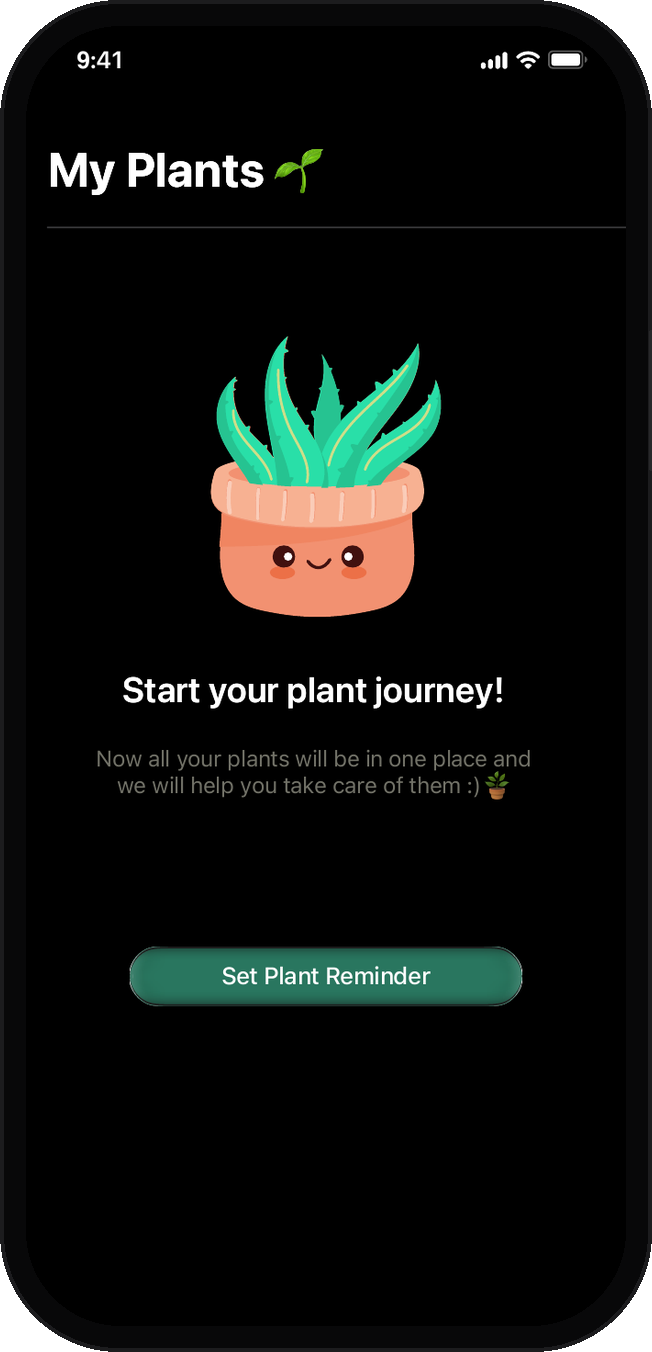 9:41
My Plants 🌱
Start your plant journey!
Now all your plants will be in one place and
we will help you take care of them :) 🪴
Set Plant Reminder